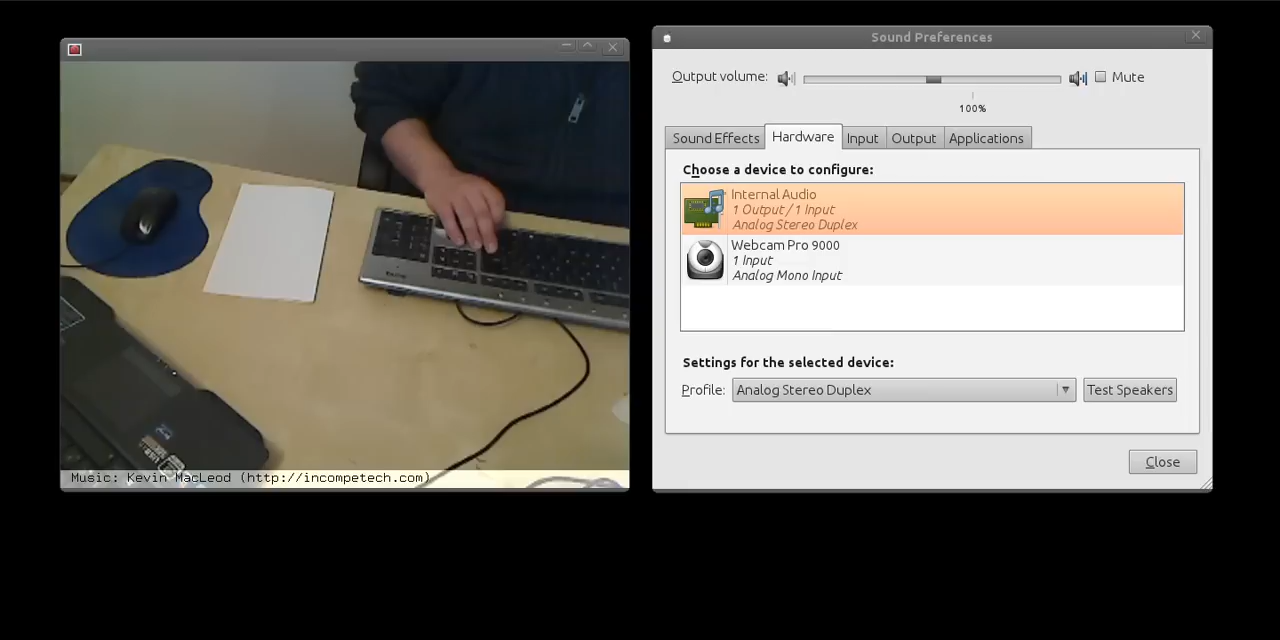 Music: Kevin MacLeod (http://incompetech.com)
Sound Preferences
Output volume:
Mute
100%
Sound Effects
Hardware
Input
Output
Applications
Choose a device to configure:
Internal Audio
1 Output / 1 Input
Analog Stereo Duplex
Webcam Pro 9000
1 Input
Analog Mono Input
Settings for the selected device:
Profile: Analog Stereo Duplex
Test Speakers
Close